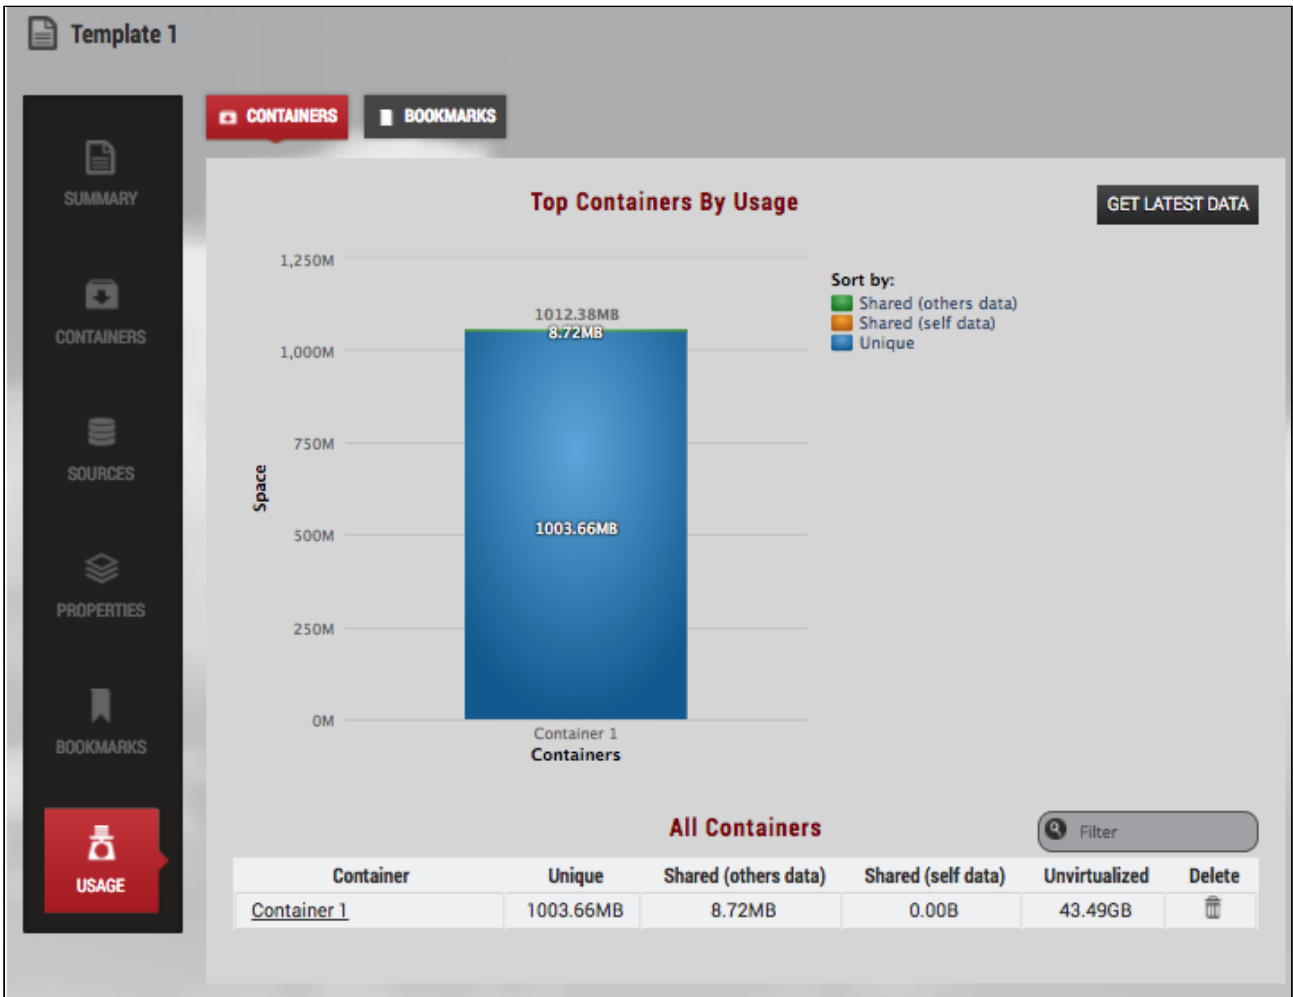 Template 1
CONTAINERS
BOOKMARKS
SUMMARY
CONTAINERS
SOURCES
PROPERTIES
BOOKMARKS
USAGE
Top Containers By Usage
GET LATEST DATA
1,250M
1,000M
750M
500M
250M
0M
Space
1012.38MB
8.72MB
1003.66MB
Container 1
Containers
Sort by:
Shared (others data)
Shared (self data)
Unique
All Containers
Filter
Container Unique Shared (others data) Shared (self data) Unvirtualized Delete
Container 1 1003.66MB 8.72MB 0.00B 43.49GB